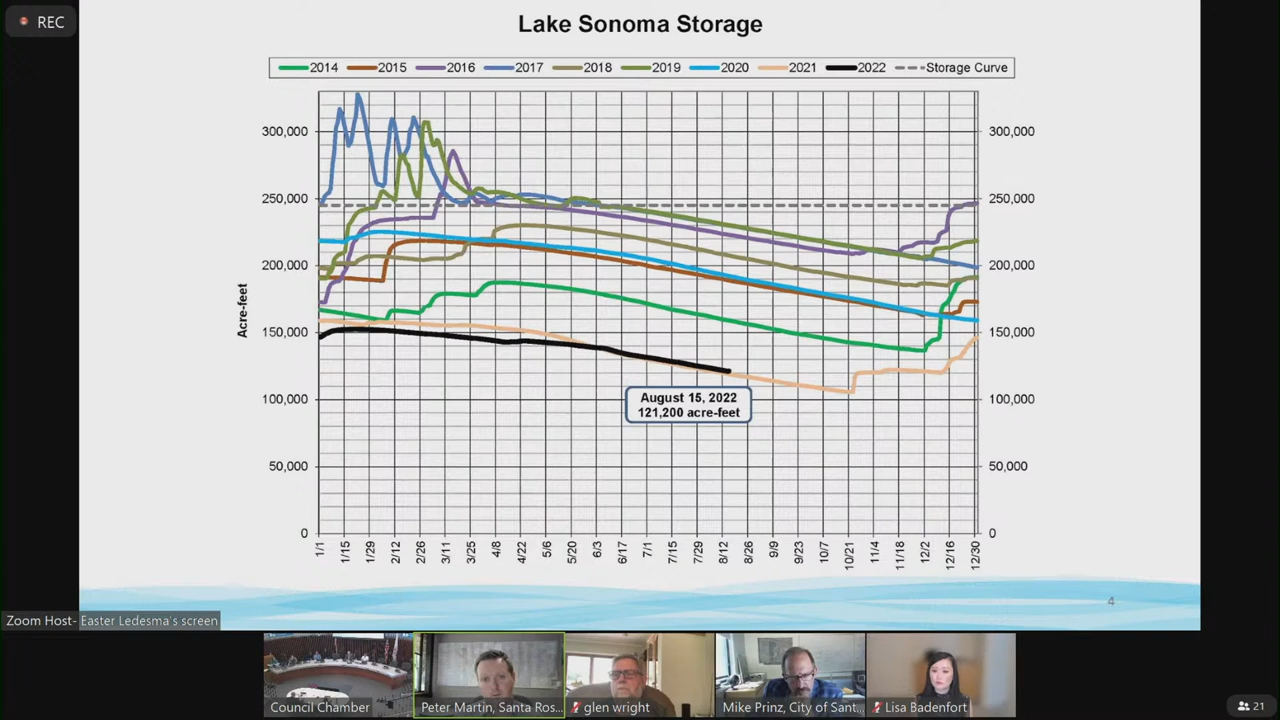 REC
Lake Sonoma Storage
2014 2015 2016 2017 2018 2019 2020 2021 2022 Storage Curve
300,000 300,000
250,000 250,000
200,000 200,000
150,000 150,000
100,000 100,000
50,000 50,000
0 0
Acre-feet
August 15, 2022
121,200 acre-feet
1/1 1/15 1/29 2/12 2/26 3/11 3/25 4/8 4/22 5/6 5/20 6/3 6/17 7/1 7/15 7/29 8/12 8/26 9/9 9/23 10/7 10/21 11/4 11/18 12/2 12/16 12/30
4
Zoom Host- Easter Ledesma's screen
Council Chamber
Peter Martin, Santa Ros...
glen wright
Mike Prinz, City of Sant...
Lisa Badenfort
21